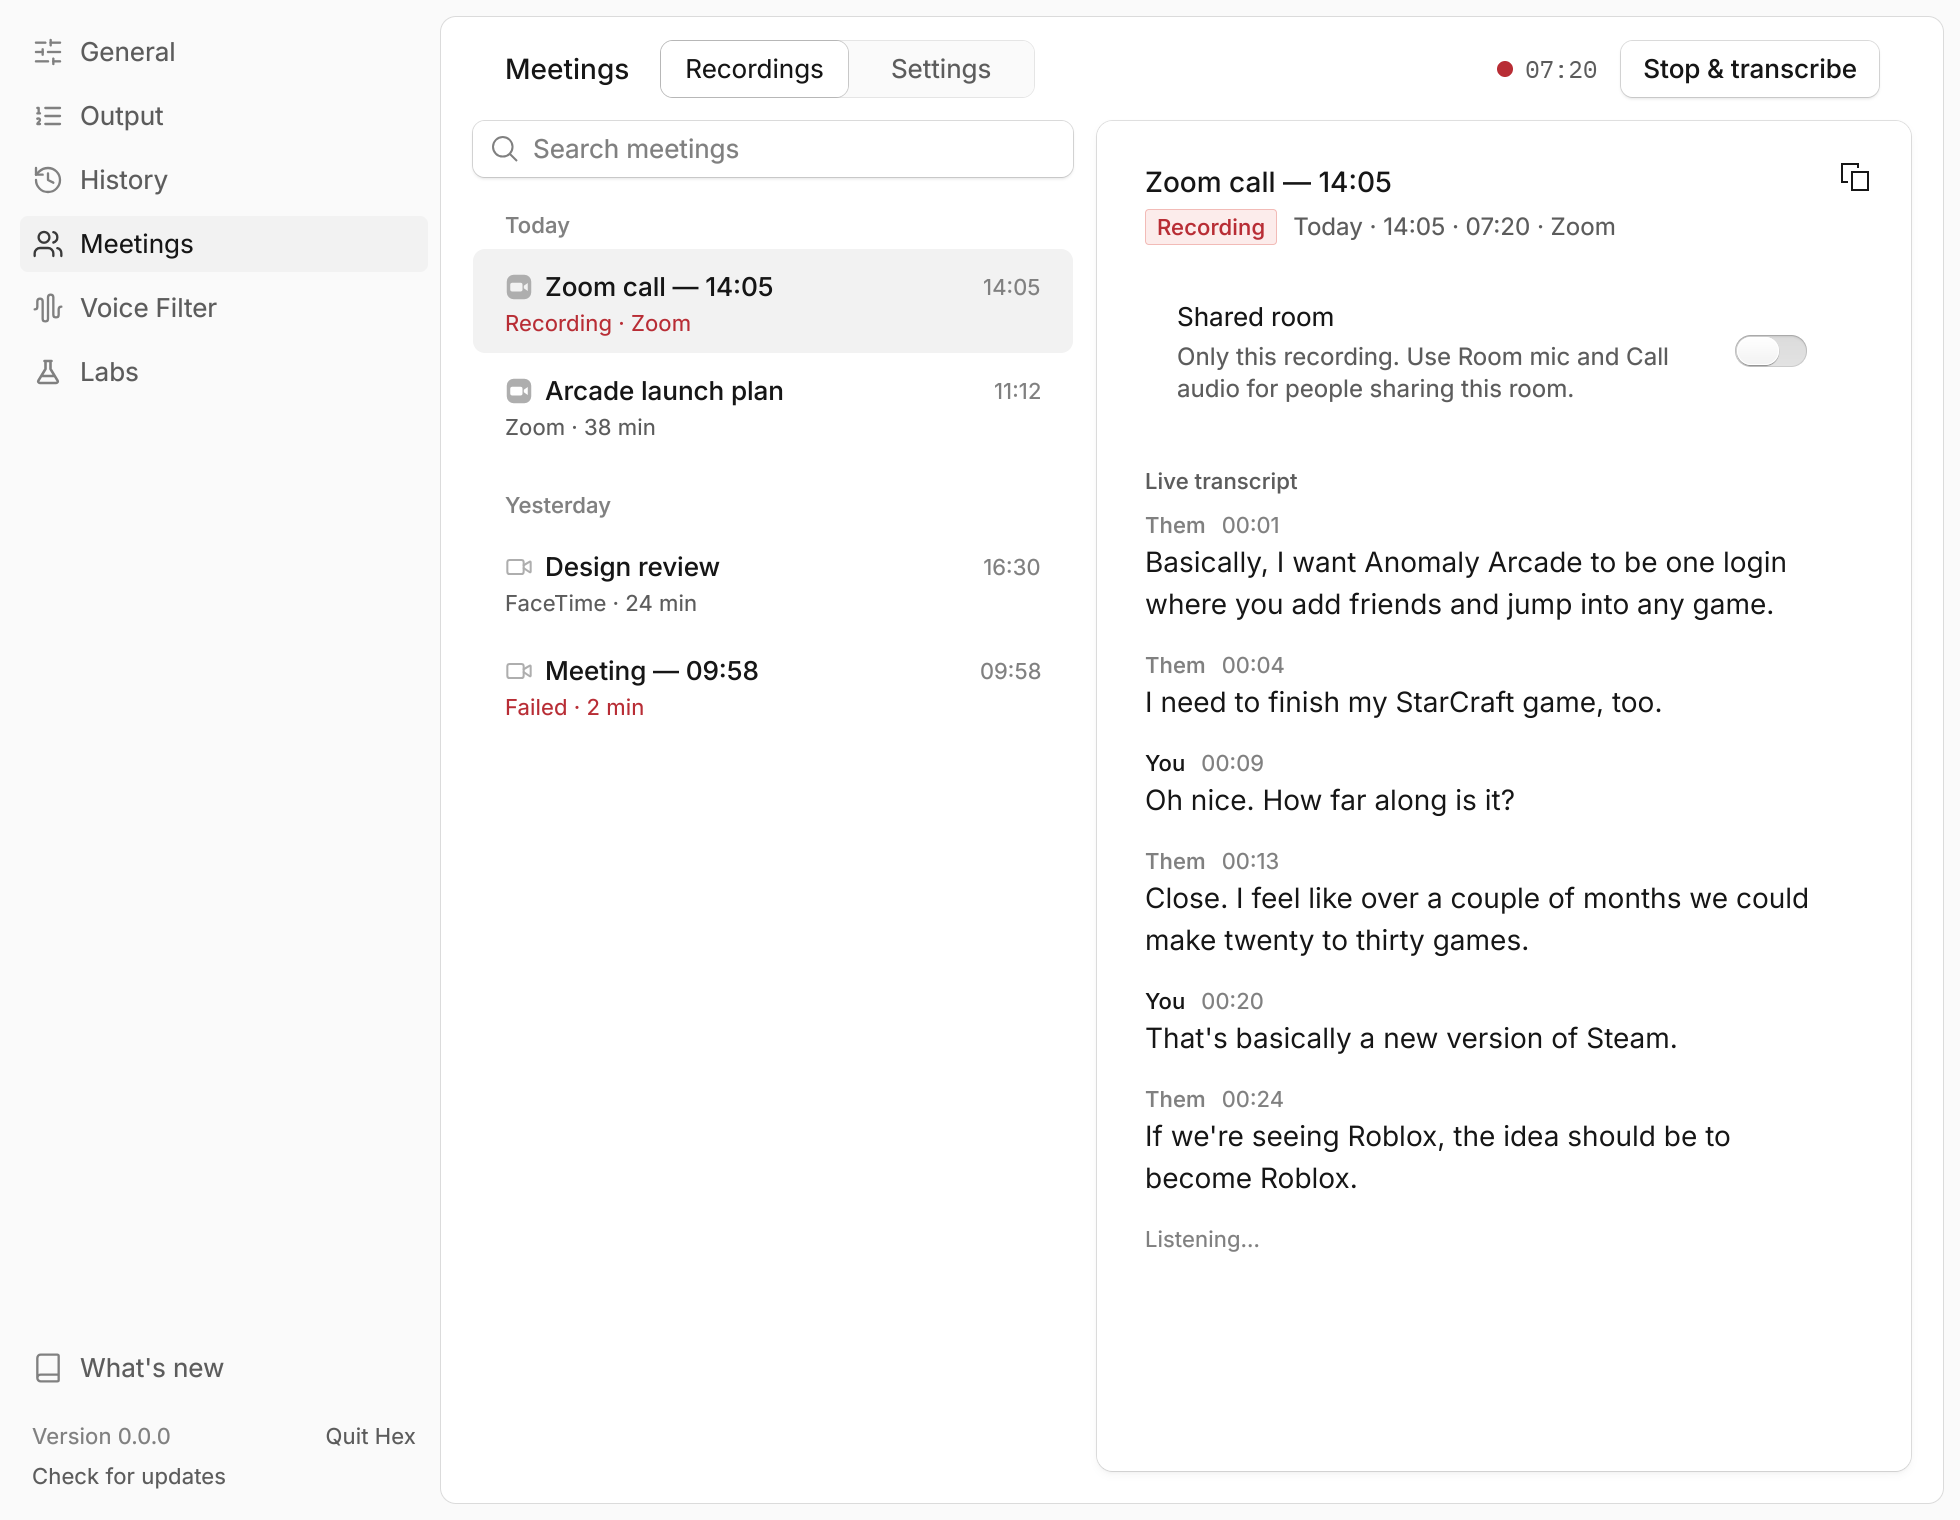 General
Output
History
Meetings
Voice Filter
Labs
What's new
Version 0.0.0
Quit Hex
Check for updates
Meetings
Recordings
Settings
07:20
Stop & transcribe
Search meetings
Today
Zoom call — 14:05
14:05
Recording · Zoom
Arcade launch plan
11:12
Zoom · 38 min
Yesterday
Design review
16:30
FaceTime · 24 min
Meeting — 09:58
09:58
Failed · 2 min
Zoom call — 14:05
Recording
Today · 14:05 · 07:20 · Zoom
Shared room
Only this recording. Use Room mic and Call
audio for people sharing this room.
Live transcript
Them 00:01
Basically, I want Anomaly Arcade to be one login
where you add friends and jump into any game.
Them 00:04
I need to finish my StarCraft game, too.
You 00:09
Oh nice. How far along is it?
Them 00:13
Close. I feel like over a couple of months we could
make twenty to thirty games.
You 00:20
That's basically a new version of Steam.
Them 00:24
If we're seeing Roblox, the idea should be to
become Roblox.
Listening...